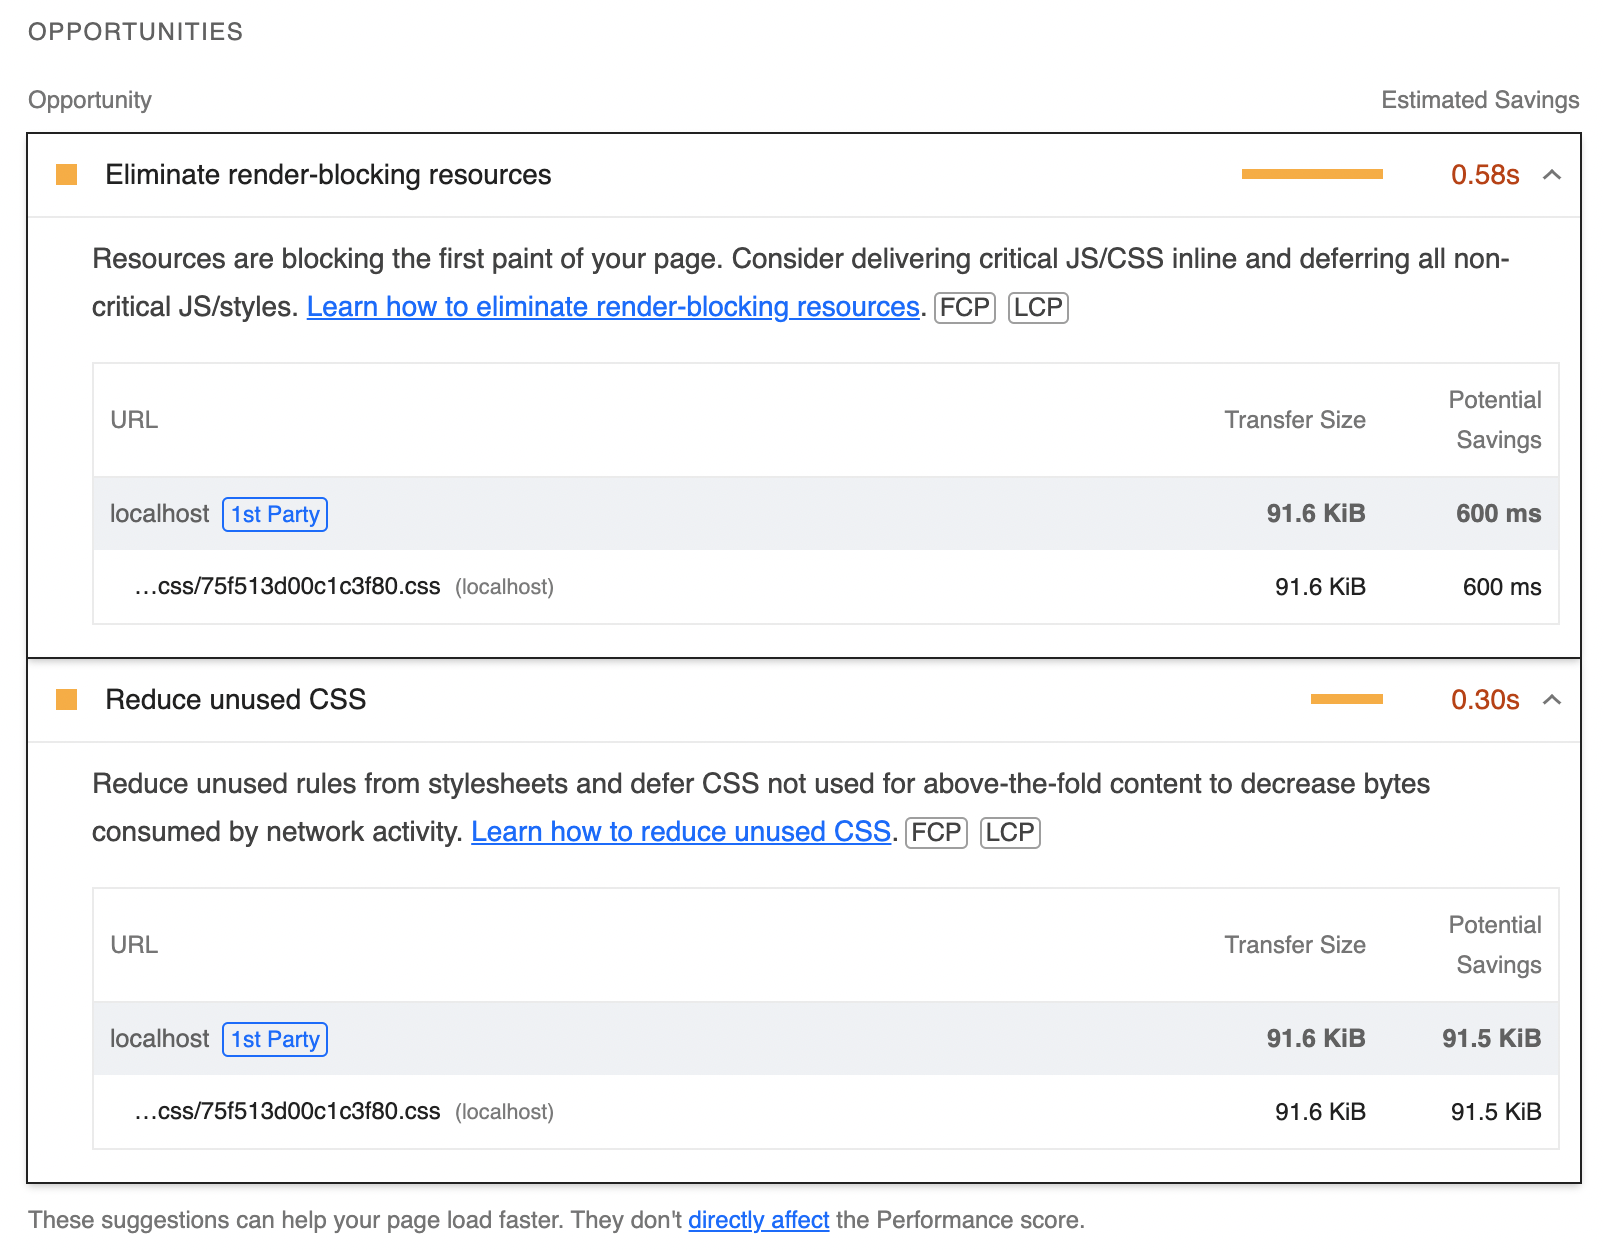 OPPORTUNITIES
Opportunity Estimated Savings
Eliminate render-blocking resources 0.58s
Resources are blocking the first paint of your page. Consider delivering critical JS/CSS inline and deferring all non-
critical JS/styles. Learn how to eliminate render-blocking resources. FCP LCP
URL Transfer Size Potential Savings
localhost 1st Party 91.6 KiB 600 ms
…css/75f513d00c1c3f80.css (localhost) 91.6 KiB 600 ms
Reduce unused CSS 0.30s
Reduce unused rules from stylesheets and defer CSS not used for above-the-fold content to decrease bytes
consumed by network activity. Learn how to reduce unused CSS. FCP LCP
URL Transfer Size Potential Savings
localhost 1st Party 91.6 KiB 91.5 KiB
…css/75f513d00c1c3f80.css (localhost) 91.6 KiB 91.5 KiB
These suggestions can help your page load faster. They don't directly affect the Performance score.